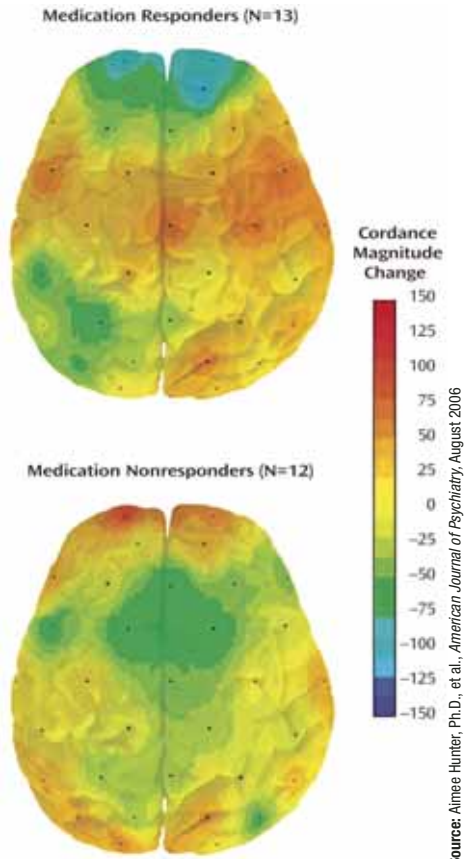 Medication Responders (N=13)
Cordance
Magnitude
Change
150
125
100
75
50
25
0
−25
−50
−75
−100
−125
−150
Medication Nonresponders (N=12)
ource: Aimee Hunter, Ph.D., et al., American Journal of Psychiatry, August 2006